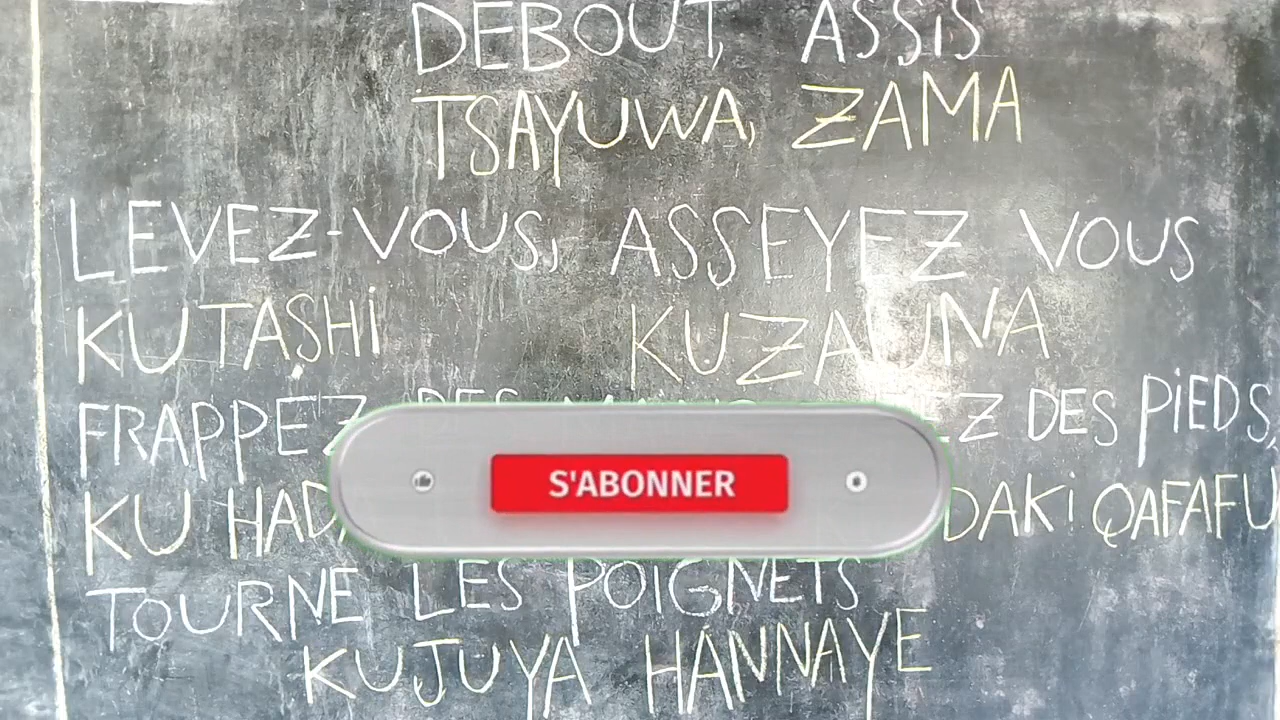 DEBOUT, ASSIS
TSAYUWA, ZAMA
LEVEZ-VOUS, ASSEYEZ VOUS
KUTASHI KUZAUNA
FRAPPEZ DES PIEDS,
KU DAKI QAFAFU
S'ABONNER
TOURNE LES POIGNETS
KUJUYA HANNAYE